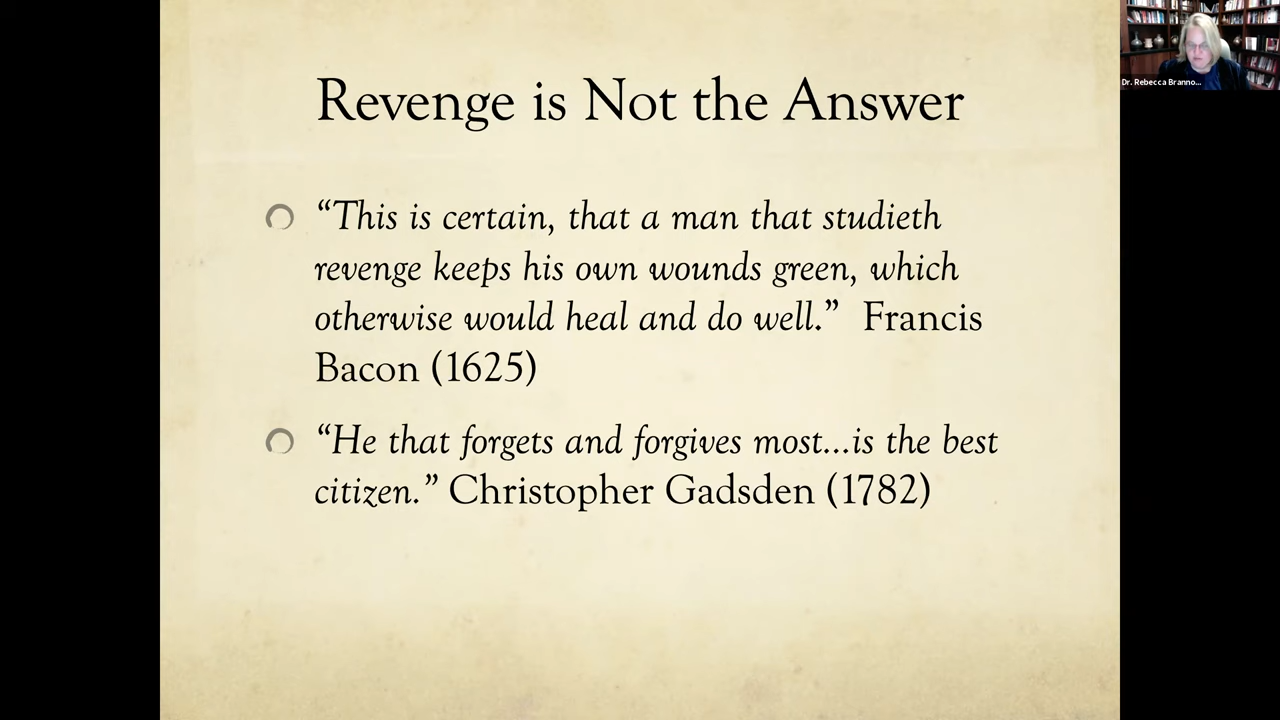 Revenge is Not the Answer
“This is certain, that a man that studieth
revenge keeps his own wounds green, which
otherwise would heal and do well.” Francis
Bacon (1625)
“He that forgets and forgives most...is the best
citizen.” Christopher Gadsden (1782)
Dr. Rebecca Branno...